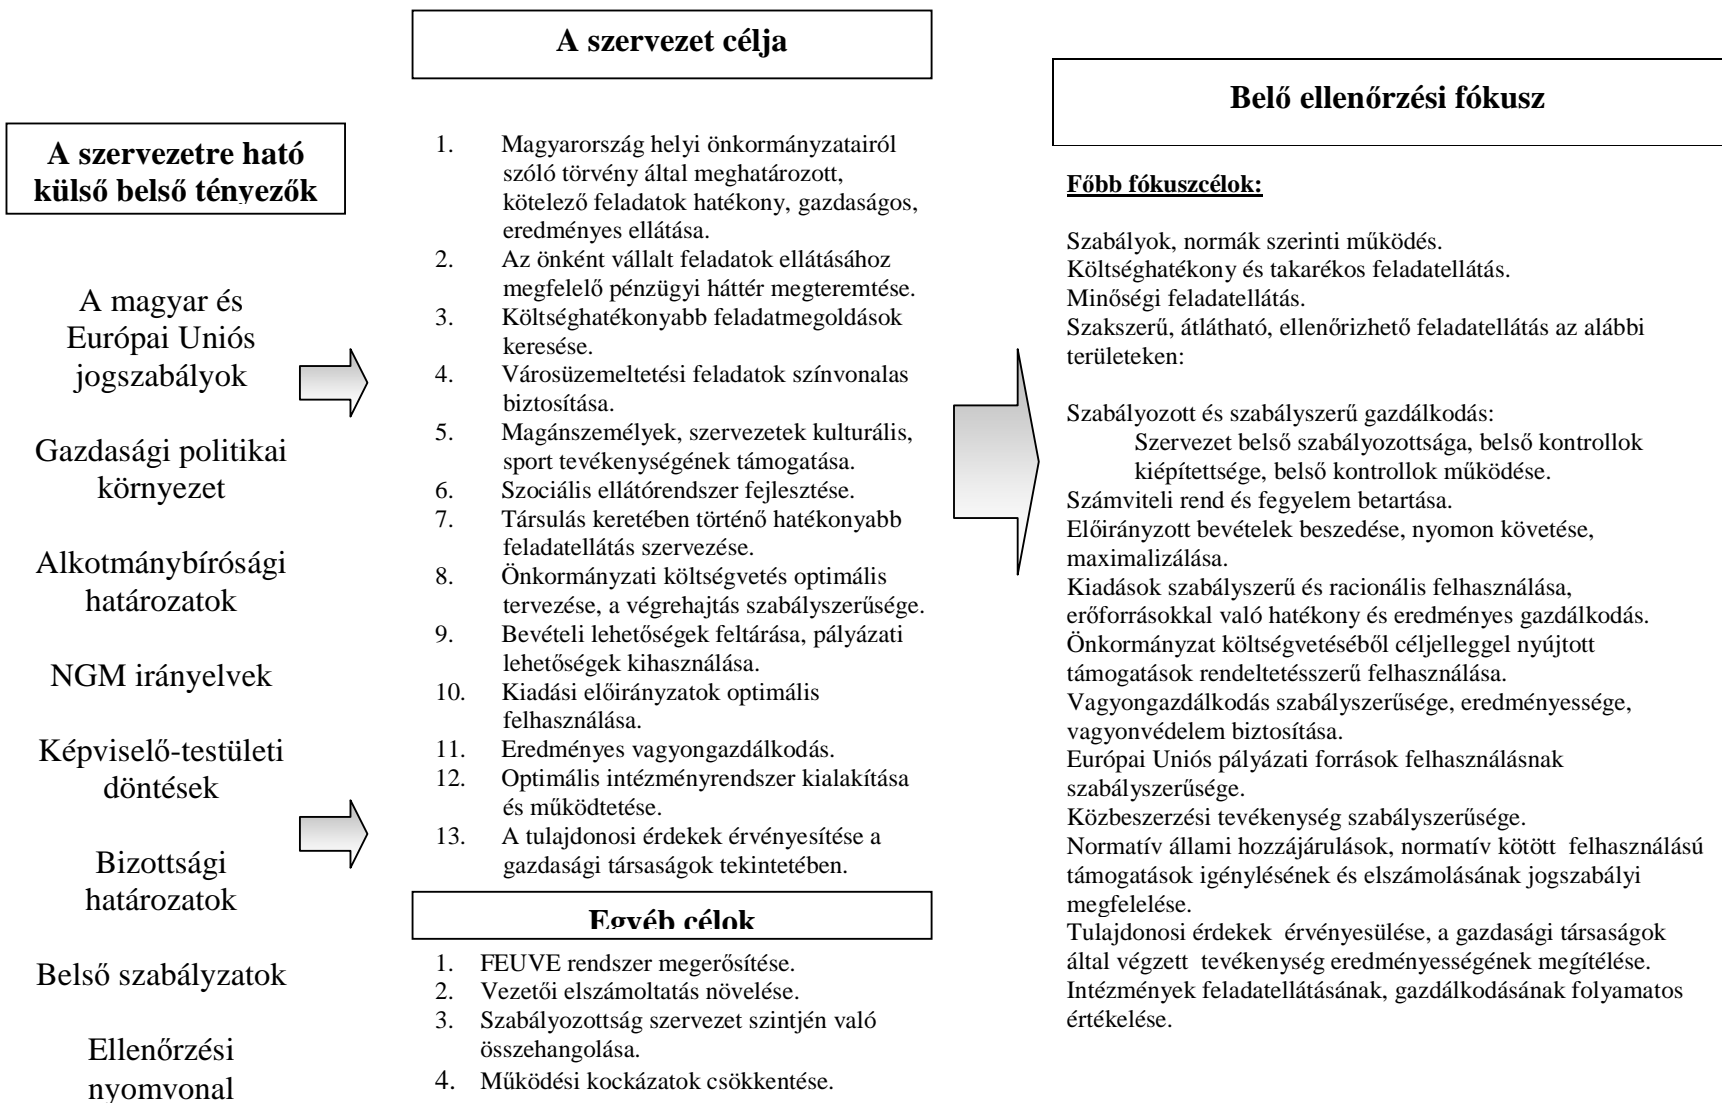 A szervezetre ható
külső belső tényezők
A magyar és
Európai Uniós
jogszabályok
Gazdasági politikai
környezet
Alkotmánybírósági
határozatok
NGM irányelvek
Képviselő-testületi
döntések
Bizottsági
határozatok
Belső szabályzatok
Ellenőrzési
nyomvonal
A szervezet célja
1. Magyarország helyi önkormányzatairól
szóló törvény által meghatározott,
kötelező feladatok hatékony, gazdaságos,
eredményes ellátása.
2. Az önként vállalt feladatok ellátásához
megfelelő pénzügyi háttér megteremtése.
3. Költséghatékonyabb feladatmegoldások
keresése.
4. Városüzemeltetési feladatok színvonalas
biztosítása.
5. Magánszemélyek, szervezetek kulturális,
sport tevékenységének támogatása.
6. Szociális ellátórendszer fejlesztése.
7. Társulás keretében történő hatékonyabb
feladatellátás szervezése.
8. Önkormányzati költségvetés optimális
tervezése, a végrehajtás szabályszerűsége.
9. Bevételi lehetőségek feltárása, pályázati
lehetőségek kihasználása.
10. Kiadási előirányzatok optimális
felhasználása.
11. Eredményes vagyongazdálkodás.
12. Optimális intézményrendszer kialakítása
és működtetése.
13. A tulajdonosi érdekek érvényesítése a
gazdasági társaságok tekintetében.
Egyéb célok
1. FEUVE rendszer megerősítése.
2. Vezetői elszámoltatás növelése.
3. Szabályozottság szervezet szintjén való
összehangolása.
4. Működési kockázatok csökkentése.
Belő ellenőrzési fókusz
Főbb fókuszcélok:
Szabályok, normák szerinti működés.
Költséghatékony és takarékos feladatellátás.
Minőségi feladatellátás.
Szakszerű, átlátható, ellenőrizhető feladatellátás az alábbi
területeken:
Szabályozott és szabályszerű gazdálkodás:
Szervezet belső szabályozottsága, belső kontrollok
kiépítettsége, belső kontrollok működése.
Számviteli rend és fegyelem betartása.
Előirányzott bevételek beszedése, nyomon követése,
maximalizálása.
Kiadások szabályszerű és racionális felhasználása,
erőforrásokkal való hatékony és eredményes gazdálkodás.
Önkormányzat költségvetéséből céljelleggel nyújtott
támogatások rendeltetésszerű felhasználása.
Vagyongazdálkodás szabályszerűsége, eredményessége,
vagyonvédelem biztosítása.
Európai Uniós pályázati források felhasználásnak
szabályszerűsége.
Közbeszerzési tevékenység szabályszerűsége.
Normatív állami hozzájárulások, normatív kötött felhasználású
támogatások igénylésének és elszámolásának jogszabályi
megfelelése.
Tulajdonosi érdekek érvényesülése, a gazdasági társaságok
által végzett tevékenység eredményességének megítélése.
Intézmények feladatellátásának, gazdálkodásának folyamatos
értékelése.